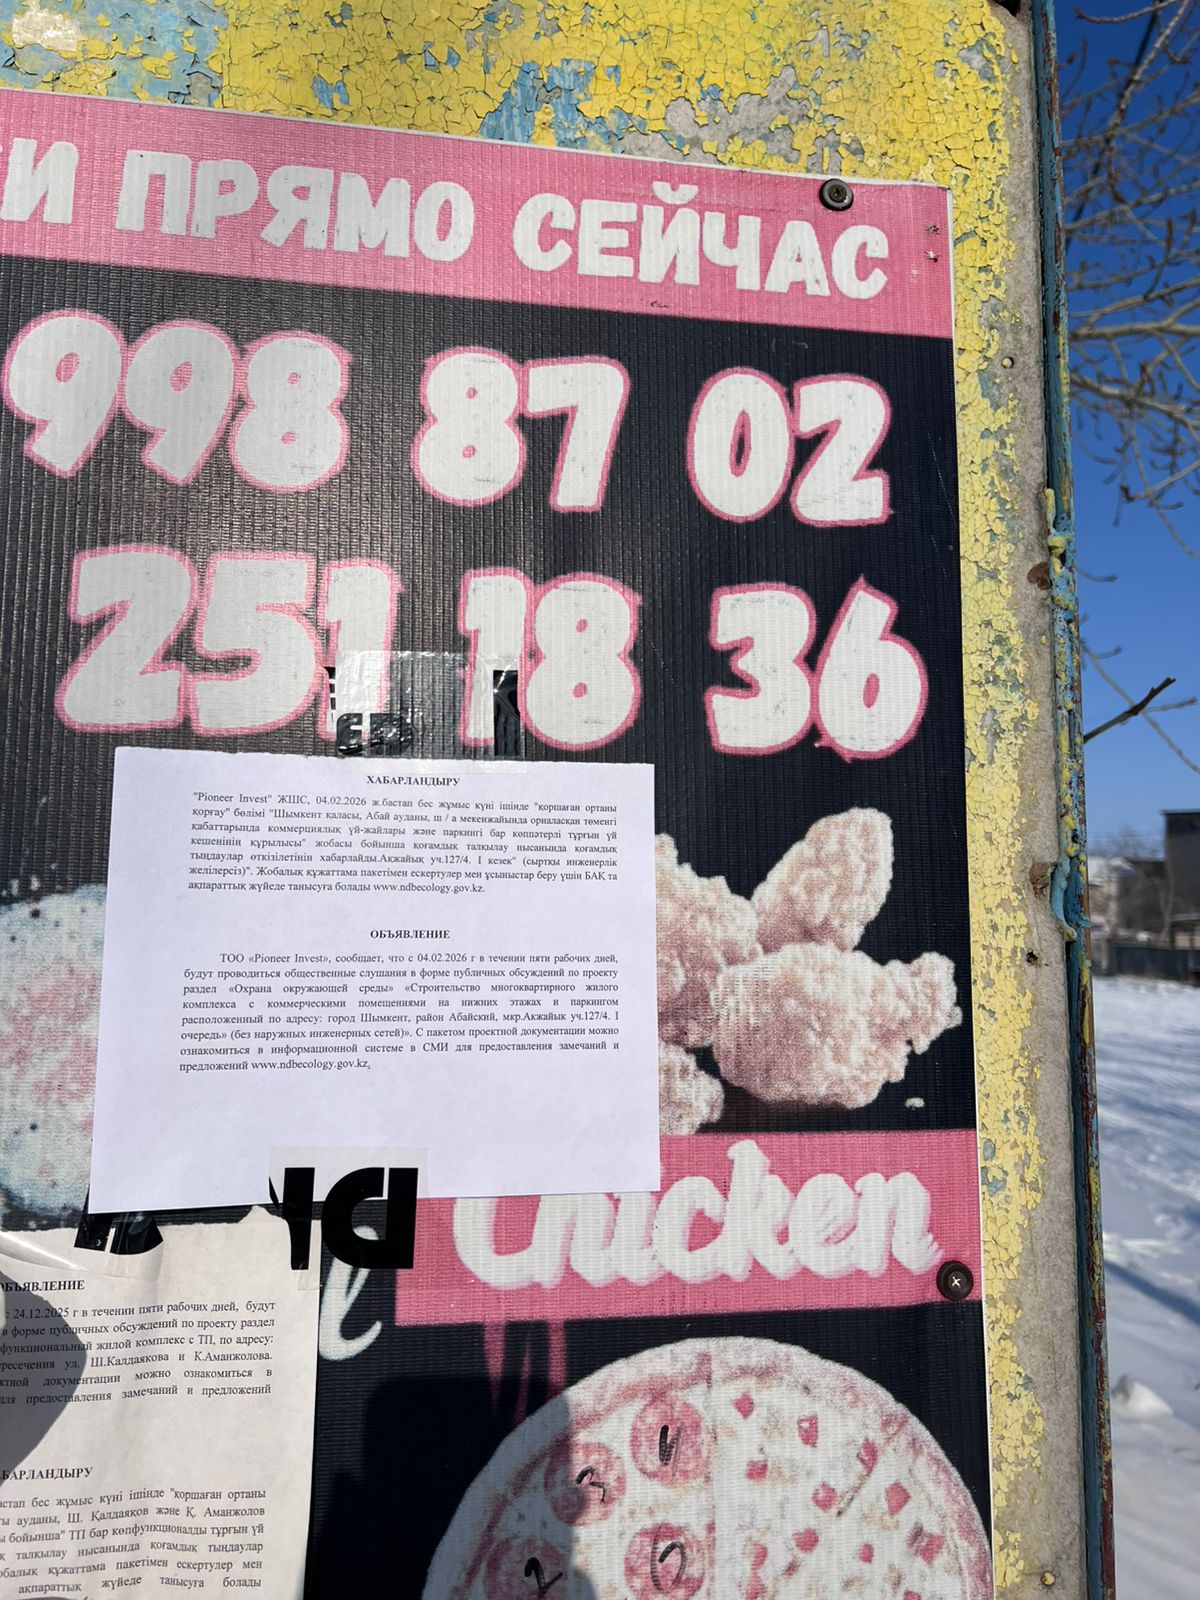 И ПРЯМО СЕЙЧАС
998 87 02
251 18 36
ХАБАРЛАНДЫРУ
"Pioneer Invest" ЖШС, 04.02.2026 ж.бастап бес жұмыс күні ішінде "қоршаған ортаны
қорғау" бөлімі "Шымкент қаласы, Абай ауданы, ш / а мекенжайында орналасқан төменгі
қабаттарында коммерциялық үй-жайлары және паркингі бар көппәтерлі тұрғын үй
кешенінің құрылысы" жобасы бойынша қоғамдық талқылау нысанында қоғамдық
тыңдаулар өткізілетінін хабарлайды.Акжайық уч.127/4. I кезек" (сыртқы инженерлік
желілерсіз)". Жобалық құжаттама пакетімен ескертулер мен ұсыныстар беру үшін БАҚ та
ақпараттық жүйеде танысуға болады www.ndbecology.gov.kz.
ОБЪЯВЛЕНИЕ
ТОО «Pioneer Invest», сообщает, что с 04.02.2026 г в течении пяти рабочих дней,
будут проводиться общественные слушания в форме публичных обсуждений по проекту
раздел «Охрана окружающей среды» «Строительство многоквартирного жилого
комплекса с коммерческими помещениями на нижних этажах и паркингом
расположенный по адресу: город Шымкент, район Абайский, мкр.Акжайык уч.127/4. I
очередь» (без наружных инженерных сетей)». С пакетом проектной документации можно
ознакомиться в информационной системе в СМИ для предоставления замечаний и
предложений www.ndbecology.gov.kz.
Chicken
ОБЪЯВЛЕНИЕ
с 24.12.2025 г в течении пяти рабочих дней, будут
в форме публичных обсуждений по проекту раздел
функциональный жилой комплекс с ТП, по адресу:
ересечения ул. Ш.Калдаякова и К.Аманжолова.
ктной документации можно ознакомиться в
для предоставления замечаний и предложений
БАРЛАНДЫРУ
астап бес жұмыс күні ішінде "қоршаған ортаны
ы ауданы, Ш. Қалдаяқов және Қ. Аманжолов
ы бойынша" ТП бар көпфункционалды тұрғын үй
қ талқылау нысанында қоғамдық тыңдаулар
обалық құжаттама пакетімен ескертулер мен
ақпараттық жүйеде танысуға болады
3
4
2